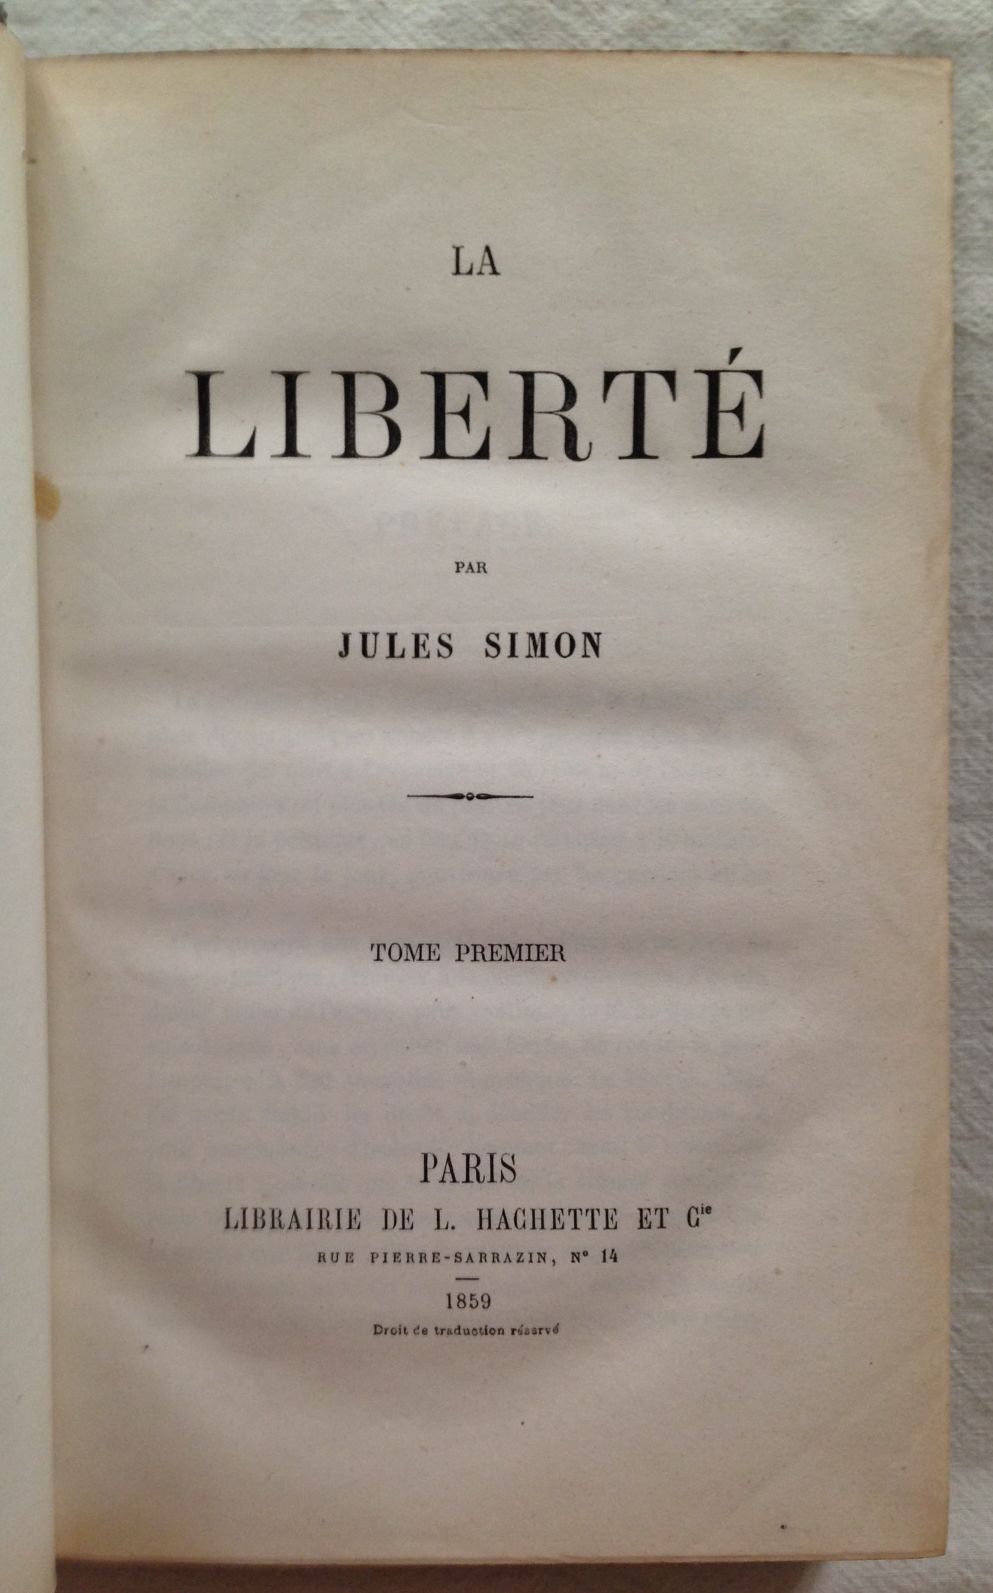 LA
LIBERTÉ
PAR
JULES SIMON
TOME PREMIER
PARIS
LIBRAIRIE DE L. HACHETTE ET Cie
RUE PIERRE-SARRAZIN, N° 14
1859
Droit de traduction réservé